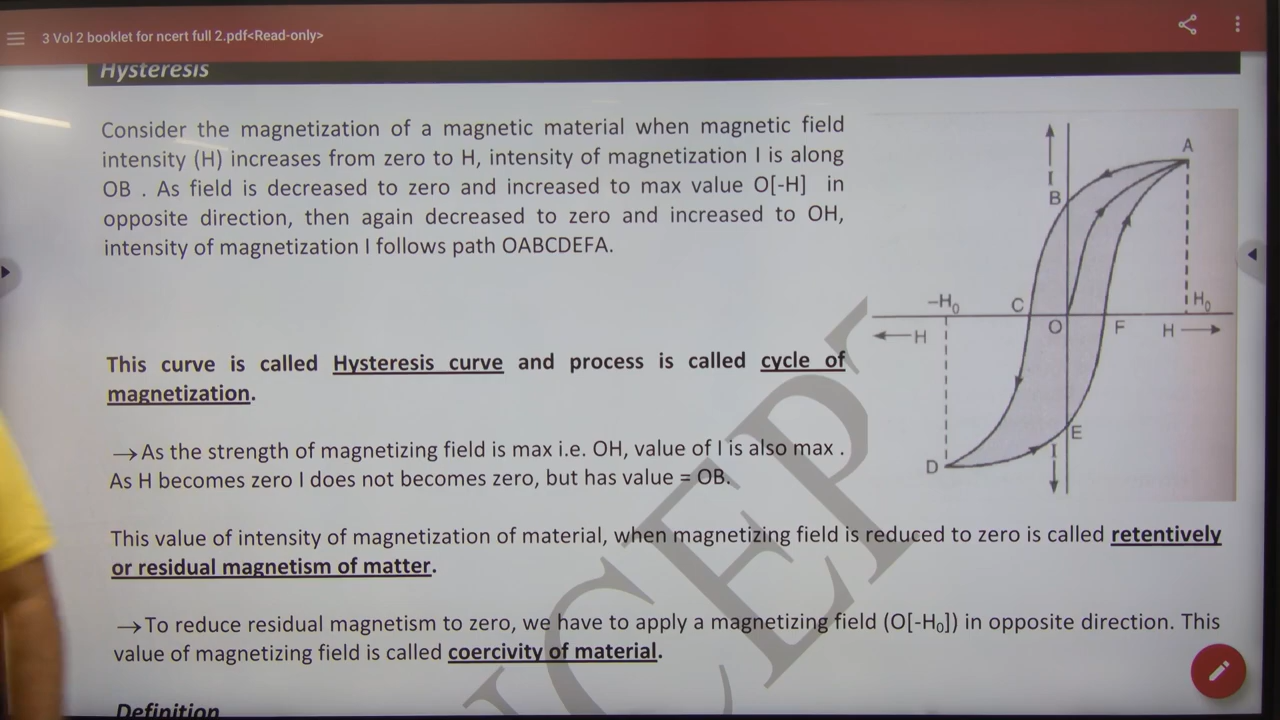 3 Vol 2 booklet for ncert full 2.pdf<Read-only>
Hysteresis
Consider the magnetization of a magnetic material when magnetic field
intensity (H) increases from zero to H, intensity of magnetization I is along
OB . As field is decreased to zero and increased to max value O[-H] in
opposite direction, then again decreased to zero and increased to OH,
intensity of magnetization I follows path OABCDEFA.
This curve is called Hysteresis curve and process is called cycle of
magnetization.
→As the strength of magnetizing field is max i.e. OH, value of I is also max .
As H becomes zero I does not becomes zero, but has value = OB.
This value of intensity of magnetization of material, when magnetizing field is reduced to zero is called retentively
or residual magnetism of matter.
→To reduce residual magnetism to zero, we have to apply a magnetizing field (O[-H₀]) in opposite direction. This
value of magnetizing field is called coercivity of material.
Definition
A
I
B
–H₀ C H₀
O F H →
← H
E
I
D
NCEPT